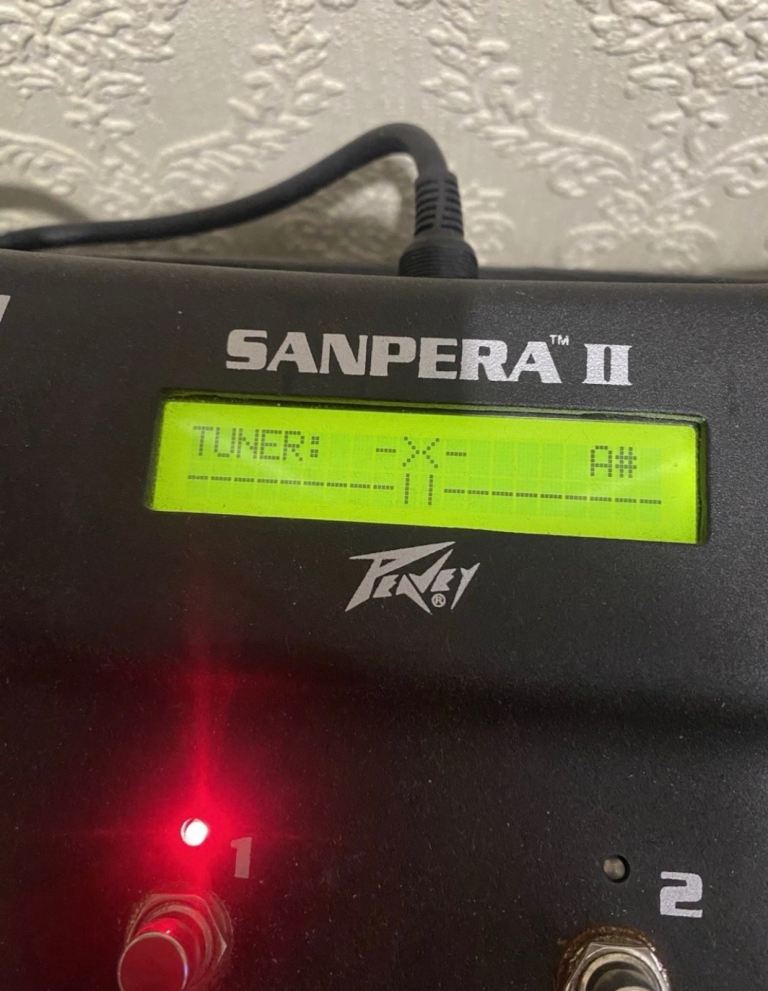 SANPERA™ II
TUNER: -X- A#
----------||----------
PEAVEY®
1
2